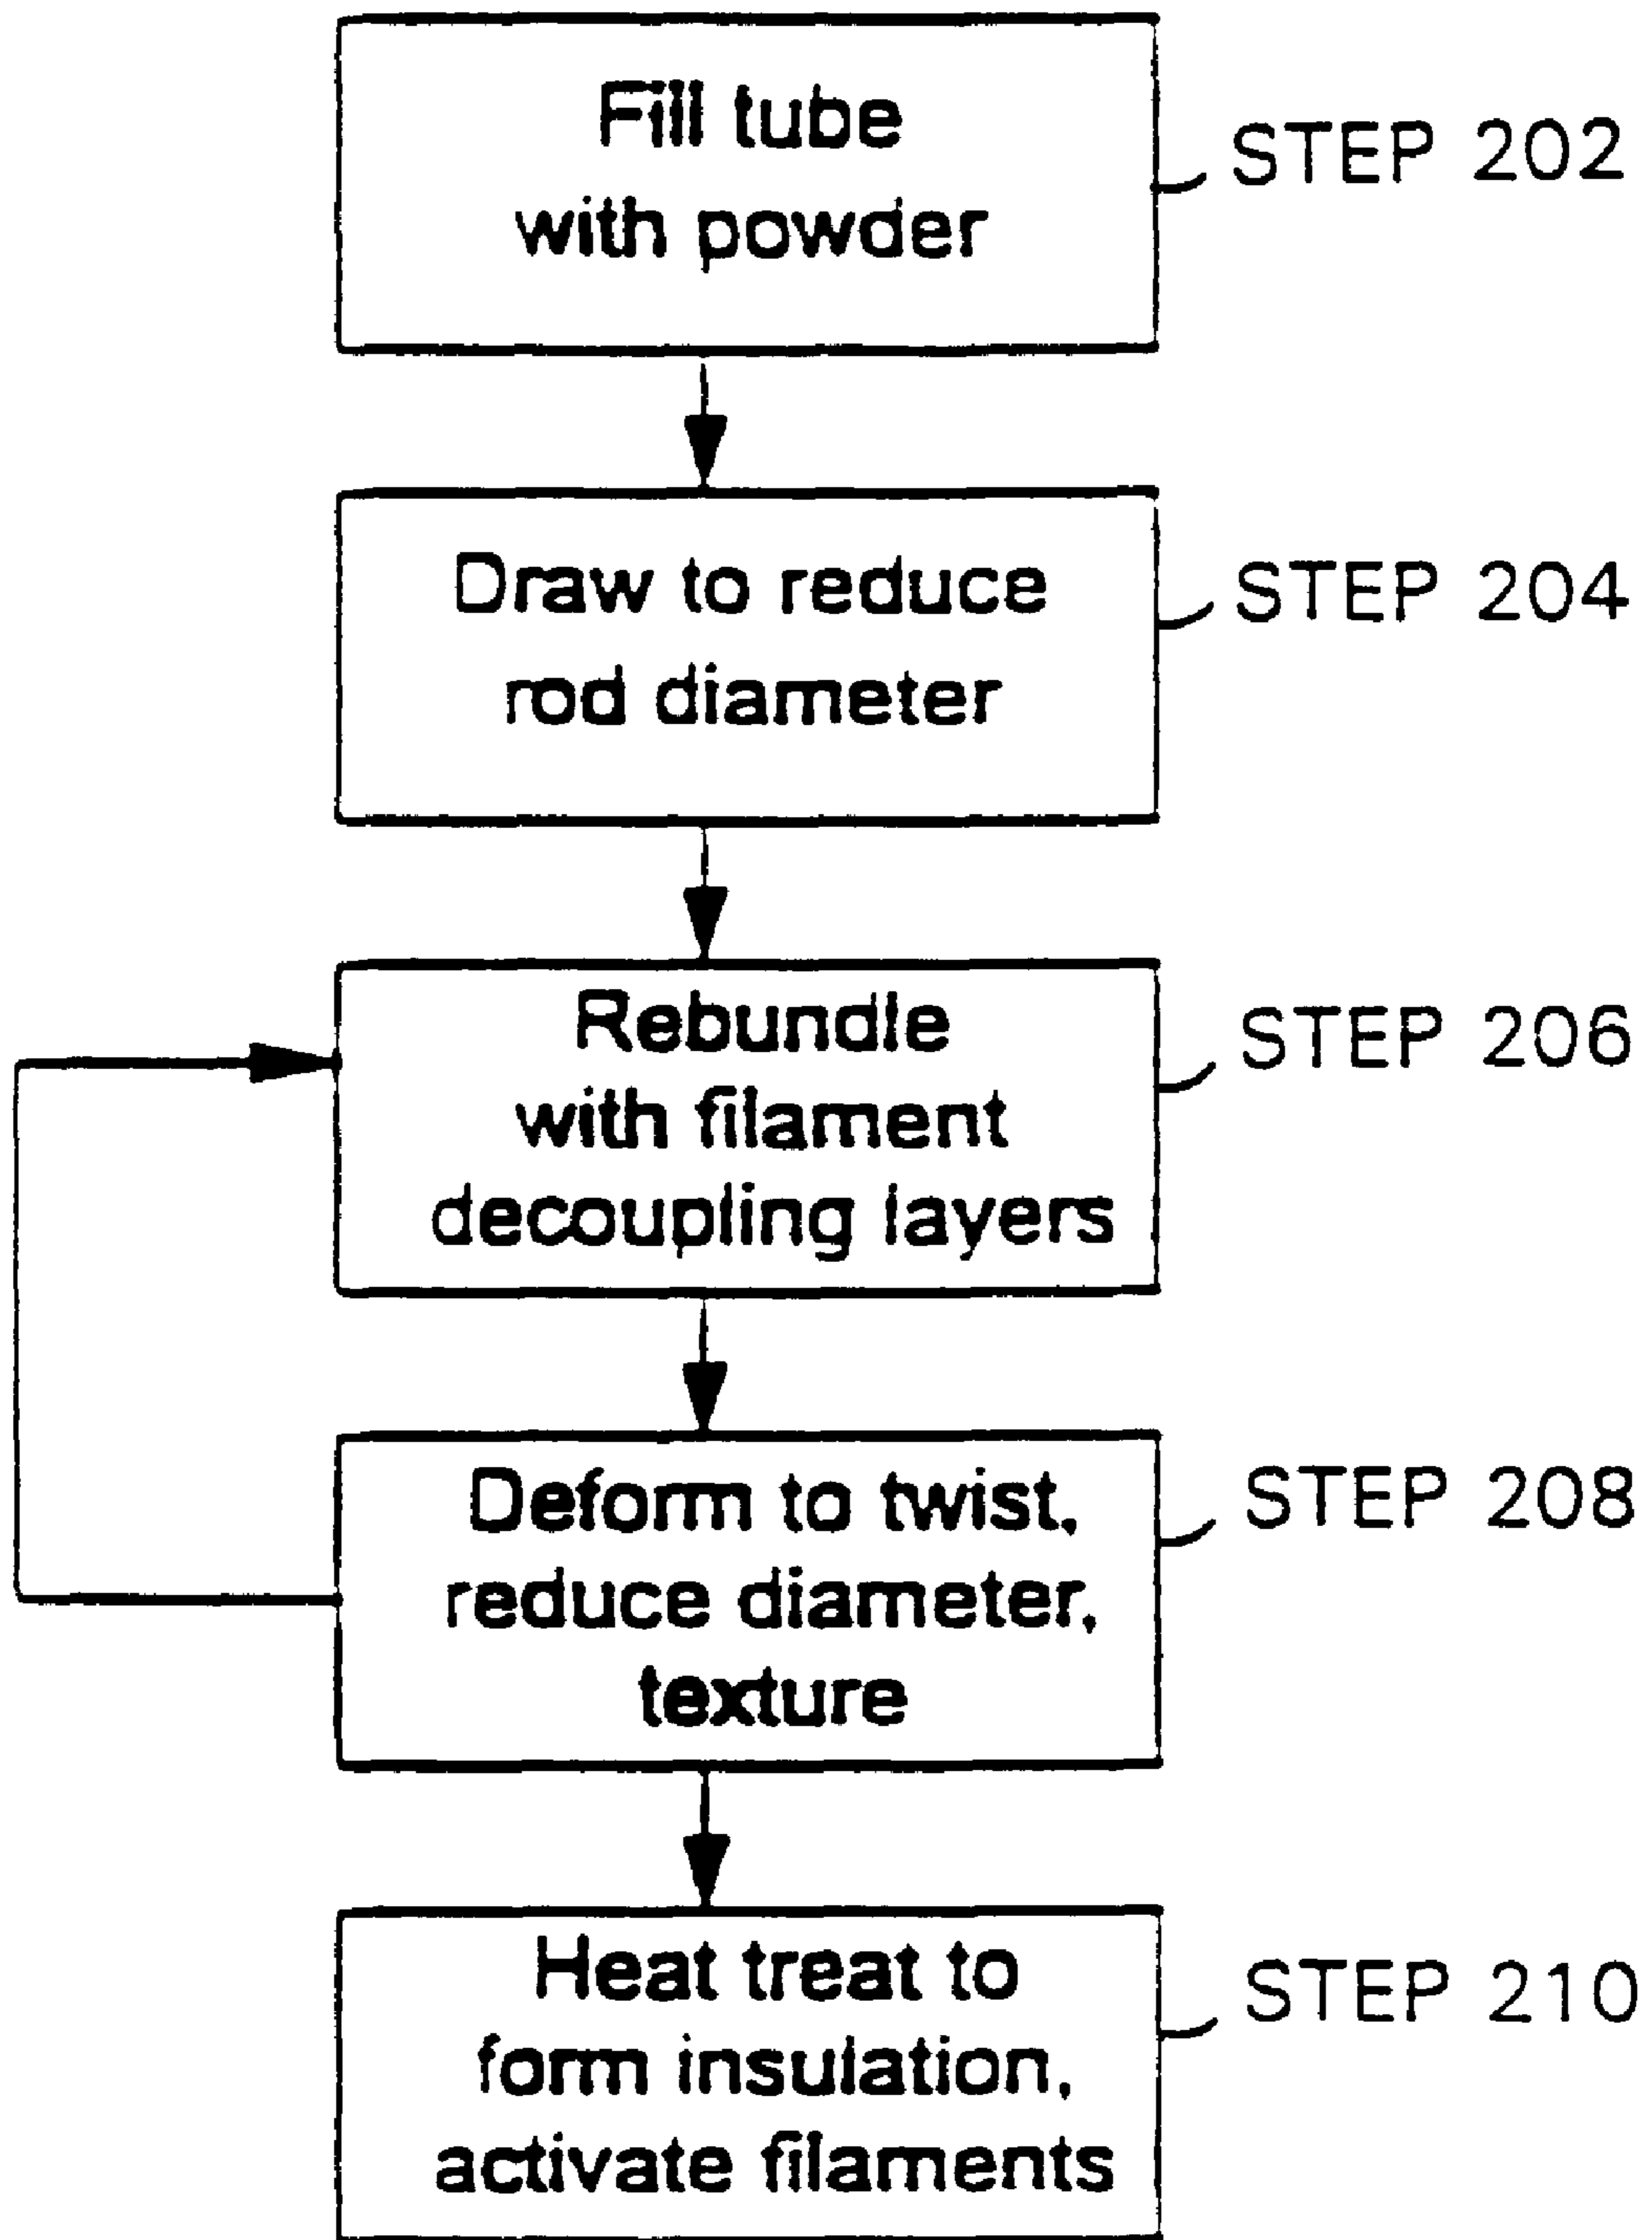 Fill tube
with powder
STEP 202
Draw to reduce
rod diameter
STEP 204
Rebundle
with filament
decoupling layers
STEP 206
Deform to twist,
reduce diameter,
texture
STEP 208
Heat treat to
form insulation,
activate filaments
STEP 210